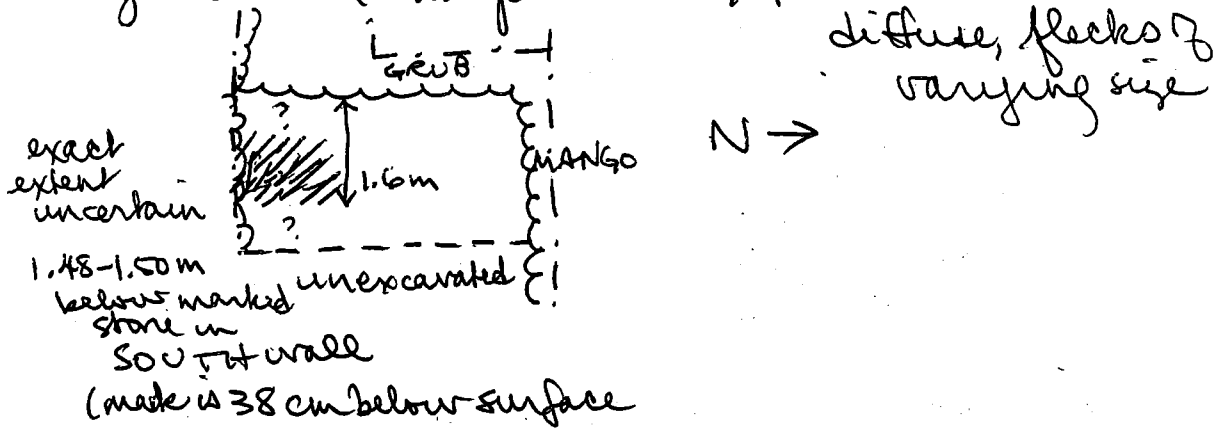 diffuse, flecks of
varying size
GRUB
N →
?
MANGO
exact
extent
uncertain
1.6m
?
1.48-1.50m
below marked
stone in
SOUTH wall
(mark is 38 cm below surface
unexcavated